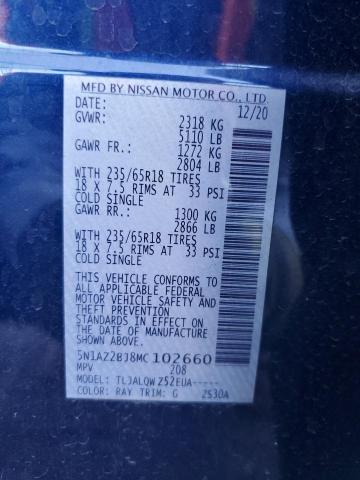 MFD BY NISSAN MOTOR CO., LTD.
DATE: 12/20
GVWR: 2318 KG
5110 LB
GAWR FR.: 1272 KG
2804 LB
WITH 235/65R18 TIRES
18 X 7.5 RIMS AT 33 PSI
COLD SINGLE
GAWR RR.: 1300 KG
2866 LB
WITH 235/65R18 TIRES
18 X 7.5 RIMS AT 33 PSI
COLD SINGLE
THIS VEHICLE CONFORMS TO
ALL APPLICABLE FEDERAL
MOTOR VEHICLE SAFETY AND
THEFT PREVENTION
STANDARDS IN EFFECT ON
THE DATE OF MANUFACTURE
SHOWN ABOVE.
5N1AZ2BJ8MC102660
MPV 208
MODEL: TLJALQWZ52EUA-----
COLOR: RAY TRIM: G 2S30A